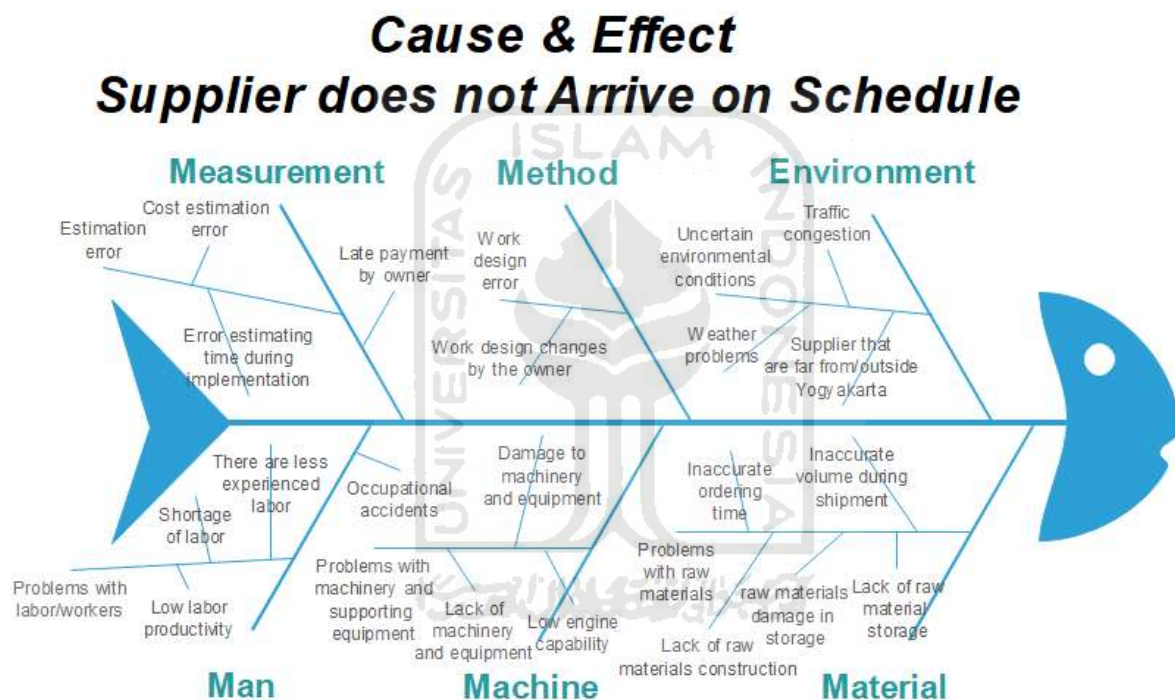 Cause & Effect
Supplier does not Arrive on Schedule
Measurement
Method
Environment
Estimation
error
Cost estimation
error
Late payment
by owner
Error estimating
time during
implementation
Work
design
error
Work design changes
by the owner
Uncertain
environmental
conditions
Traffic
congestion
Weather
problems
Supplier that
are far from/outside
Yogyakarta
There are less
experienced
labor
Occupational
accidents
Shortage
of labor
Problems with
labor/workers
Low labor
productivity
Damage to
machinery
and equipment
Problems with
machinery and
supporting
equipment
Lack of
machinery
and equipment
Low engine
capability
Inaccurate
ordering
time
Inaccurate
volume during
shipment
Problems
with raw
materials
raw materials
damage in
storage
Lack of raw
material
storage
Lack of raw
materials construction
Man
Machine
Material
UNIVERSITAS
ISLAM
INDONESIA